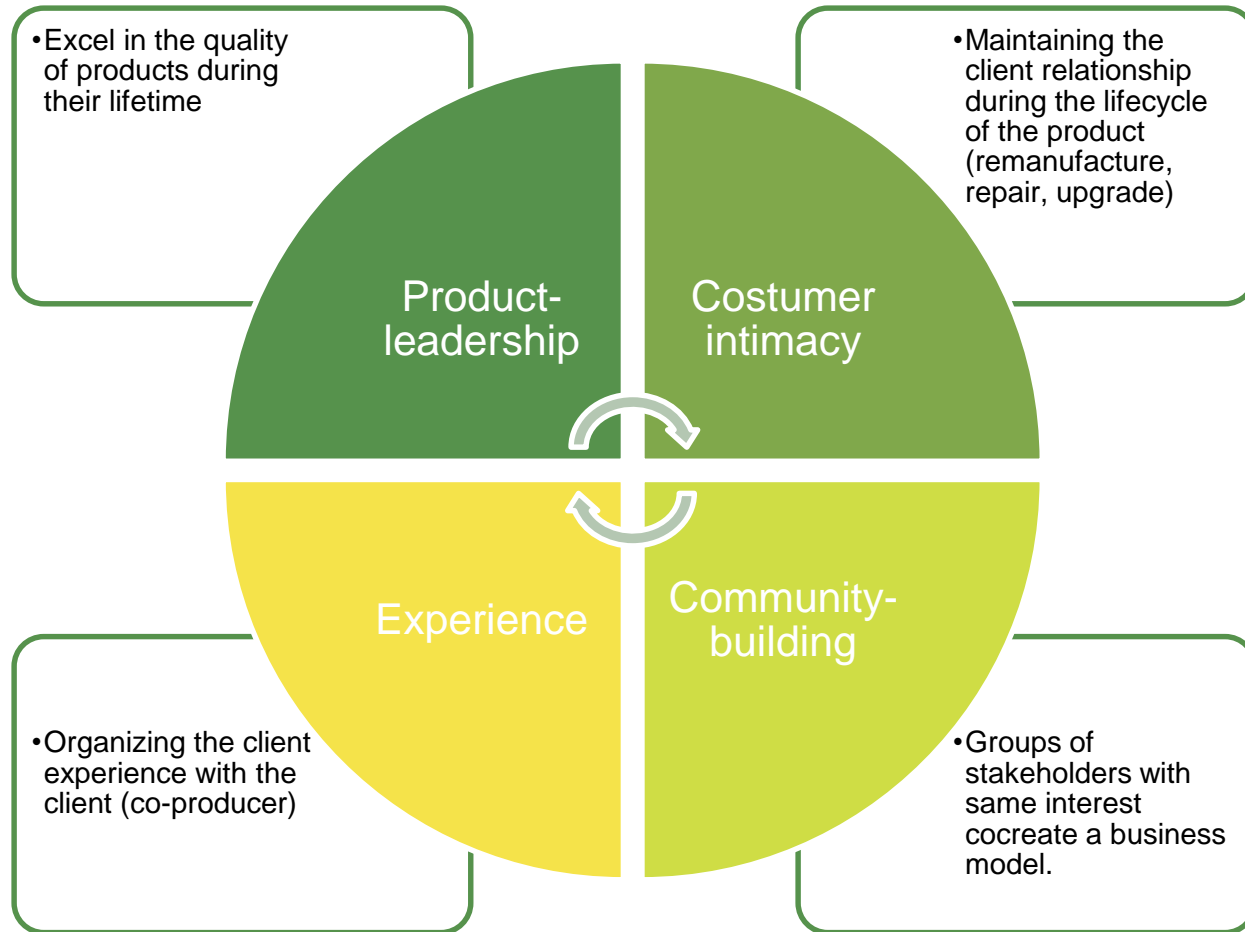 •Excel in the quality
of products during
their lifetime
•Maintaining the
client relationship
during the lifecycle
of the product
(remanufacture,
repair, upgrade)
Product-
leadership
Costumer
intimacy
Experience
Community-
building
•Organizing the client
experience with the
client (co-producer)
•Groups of
stakeholders with
same interest
cocreate a business
model.